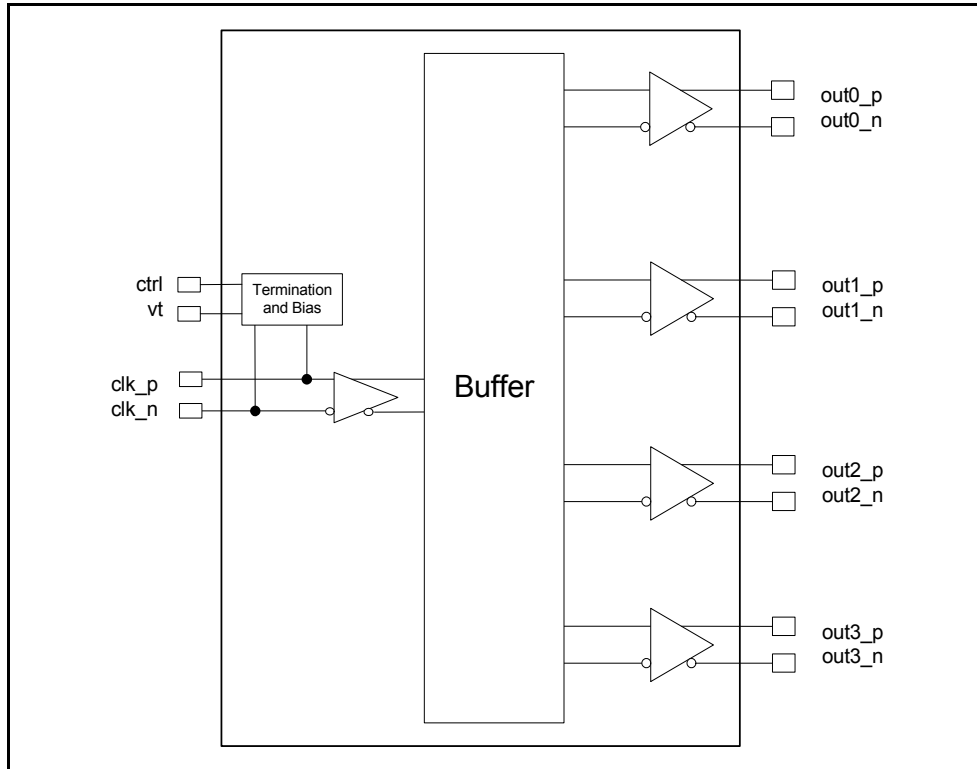 out0_p
out0_n
ctrl
vt
Termination
and Bias
out1_p
out1_n
clk_p
clk_n
Buffer
out2_p
out2_n
out3_p
out3_n